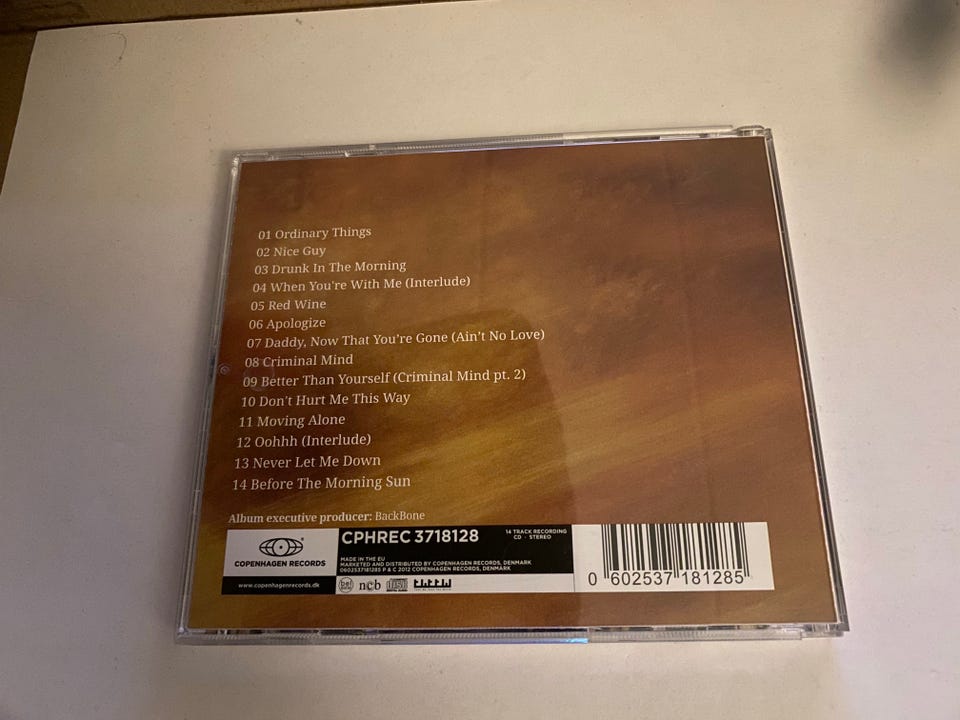 01 Ordinary Things
02 Nice Guy
03 Drunk In The Morning
04 When You're With Me (Interlude)
05 Red Wine
06 Apologize
07 Daddy, Now That You're Gone (Ain't No Love)
08 Criminal Mind
09 Better Than Yourself (Criminal Mind pt. 2)
10 Don't Hurt Me This Way
11 Moving Alone
12 Oohhh (Interlude)
13 Never Let Me Down
14 Before The Morning Sun
Album executive producer: BackBone
COPENHAGEN RECORDS
www.copenhagenrecords.dk
CPHREC 3718128
14 TRACK RECORDING
CD · STEREO
MADE IN THE EU
MARKETED AND DISTRIBUTED BY COPENHAGEN RECORDS, DENMARK
0602537181285 P & C 2012 COPENHAGEN RECORDS, DENMARK
ncb
0 602537 181285